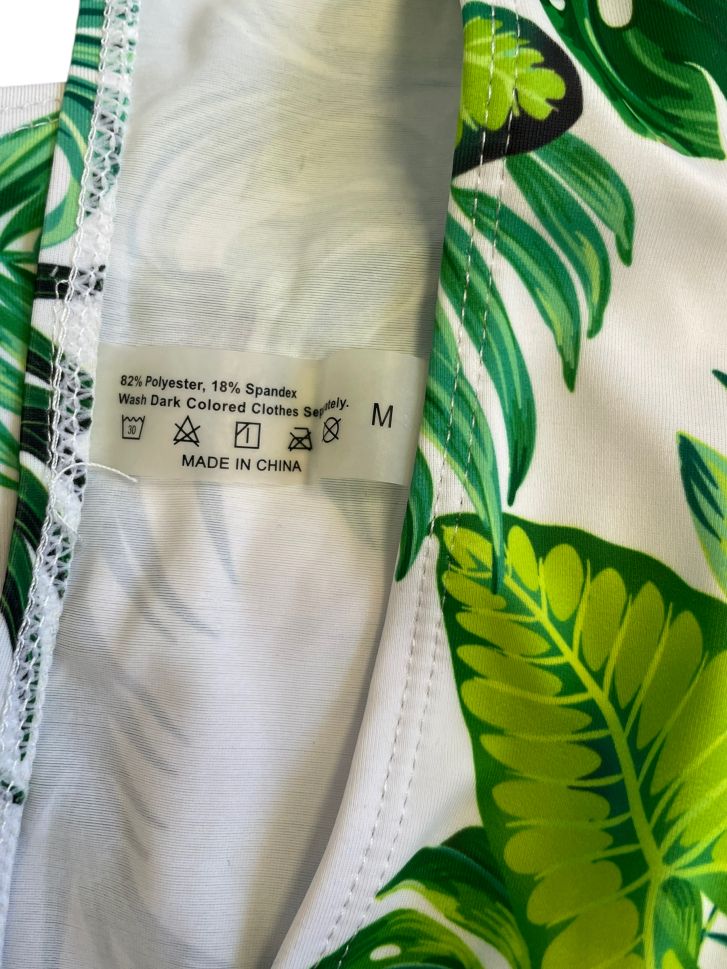 82% Polyester, 18% Spandex
Wash Dark Colored Clothes
30
M
MADE IN CHINA